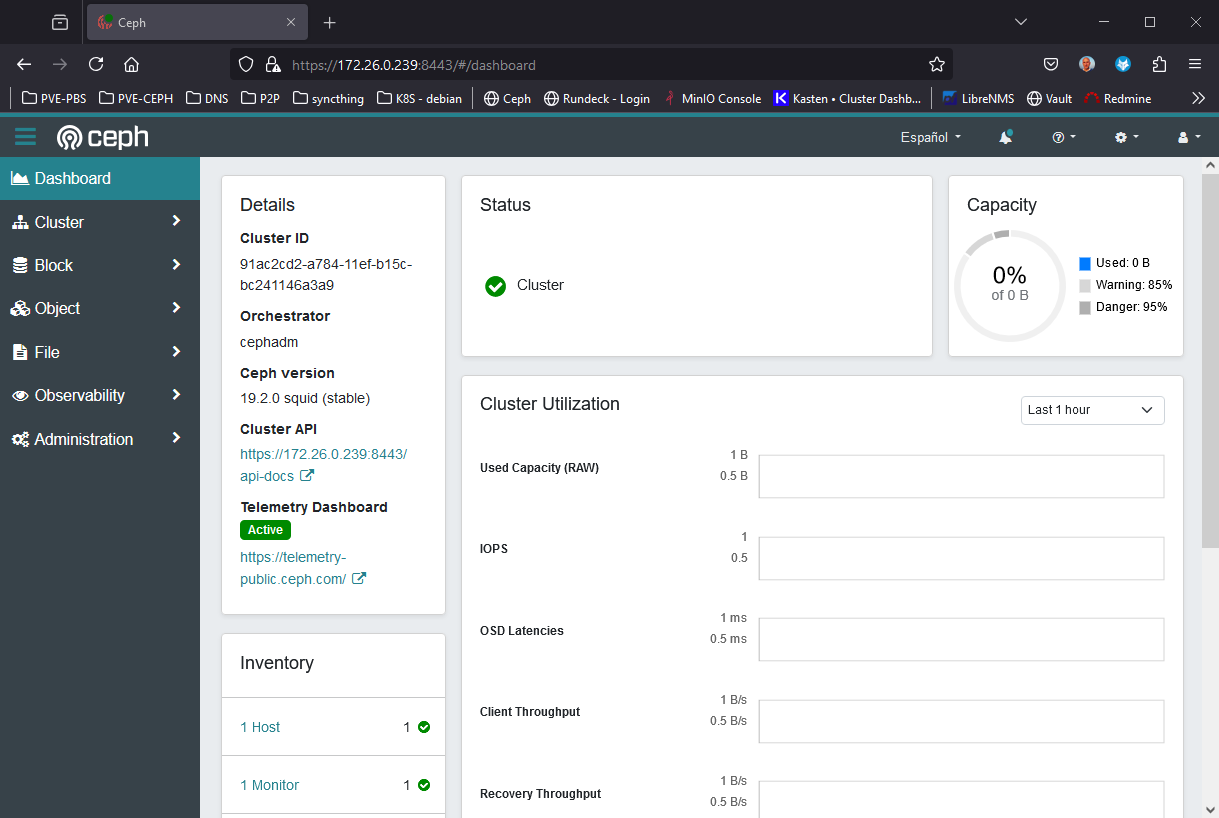 Ceph
https://172.26.0.239:8443/#/dashboard
PVE-PBS
PVE-CEPH
DNS
P2P
syncthing
K8S - debian
Ceph
Rundeck - Login
MinIO Console
Kasten • Cluster Dashb...
LibreNMS
Vault
Redmine
ceph
Español
Dashboard
Cluster
Block
Object
File
Observability
Administration
Details
Cluster ID
91ac2cd2-a784-11ef-b15c-
bc241146a3a9
Orchestrator
cephadm
Ceph version
19.2.0 squid (stable)
Cluster API
https://172.26.0.239:8443/
api-docs
Telemetry Dashboard
Active
https://telemetry-
public.ceph.com/
Inventory
1 Host 1
1 Monitor 1
Status
Cluster
Capacity
0%
of 0 B
Used: 0 B
Warning: 85%
Danger: 95%
Cluster Utilization
Last 1 hour
Used Capacity (RAW)
1 B
0.5 B
IOPS
1
0.5
OSD Latencies
1 ms
0.5 ms
Client Throughput
1 B/s
0.5 B/s
Recovery Throughput
1 B/s
0.5 B/s